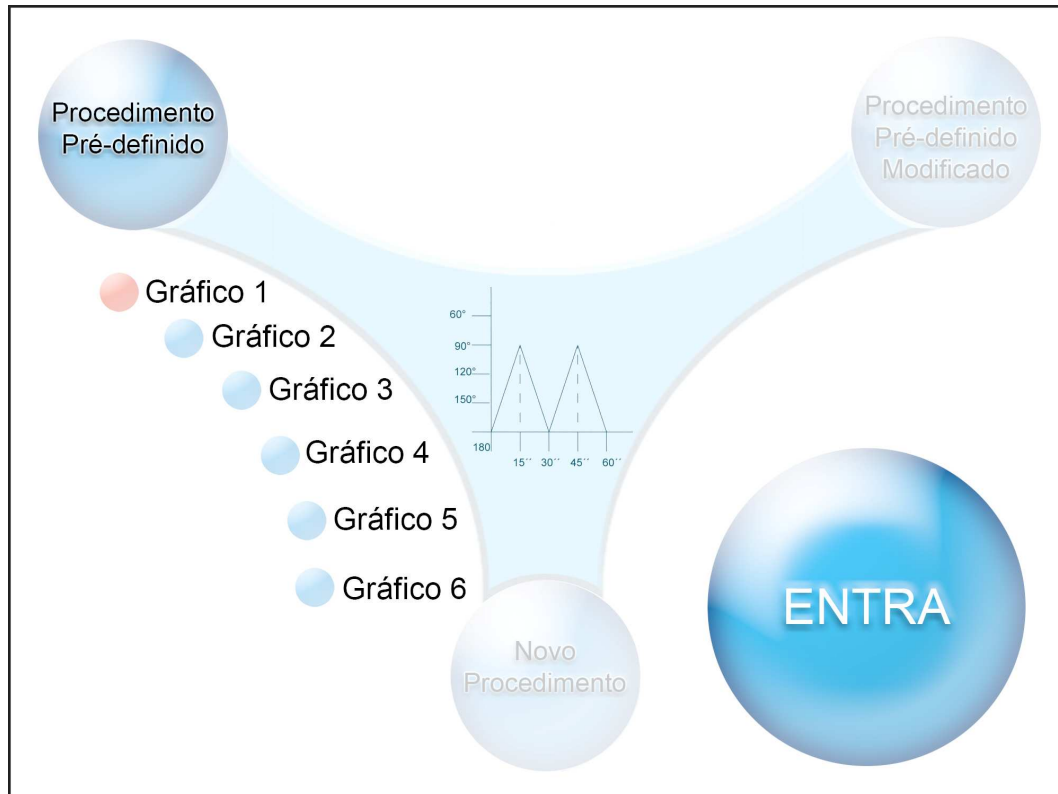 Procedimento
Pré-definido
Procedimento
Pré-definido
Modificado
Gráfico 1
Gráfico 2
Gráfico 3
Gráfico 4
Gráfico 5
Gráfico 6
60°
90°
120°
150°
180
15´´ 30´´ 45´´ 60´´
ENTRA
Novo
Procedimento